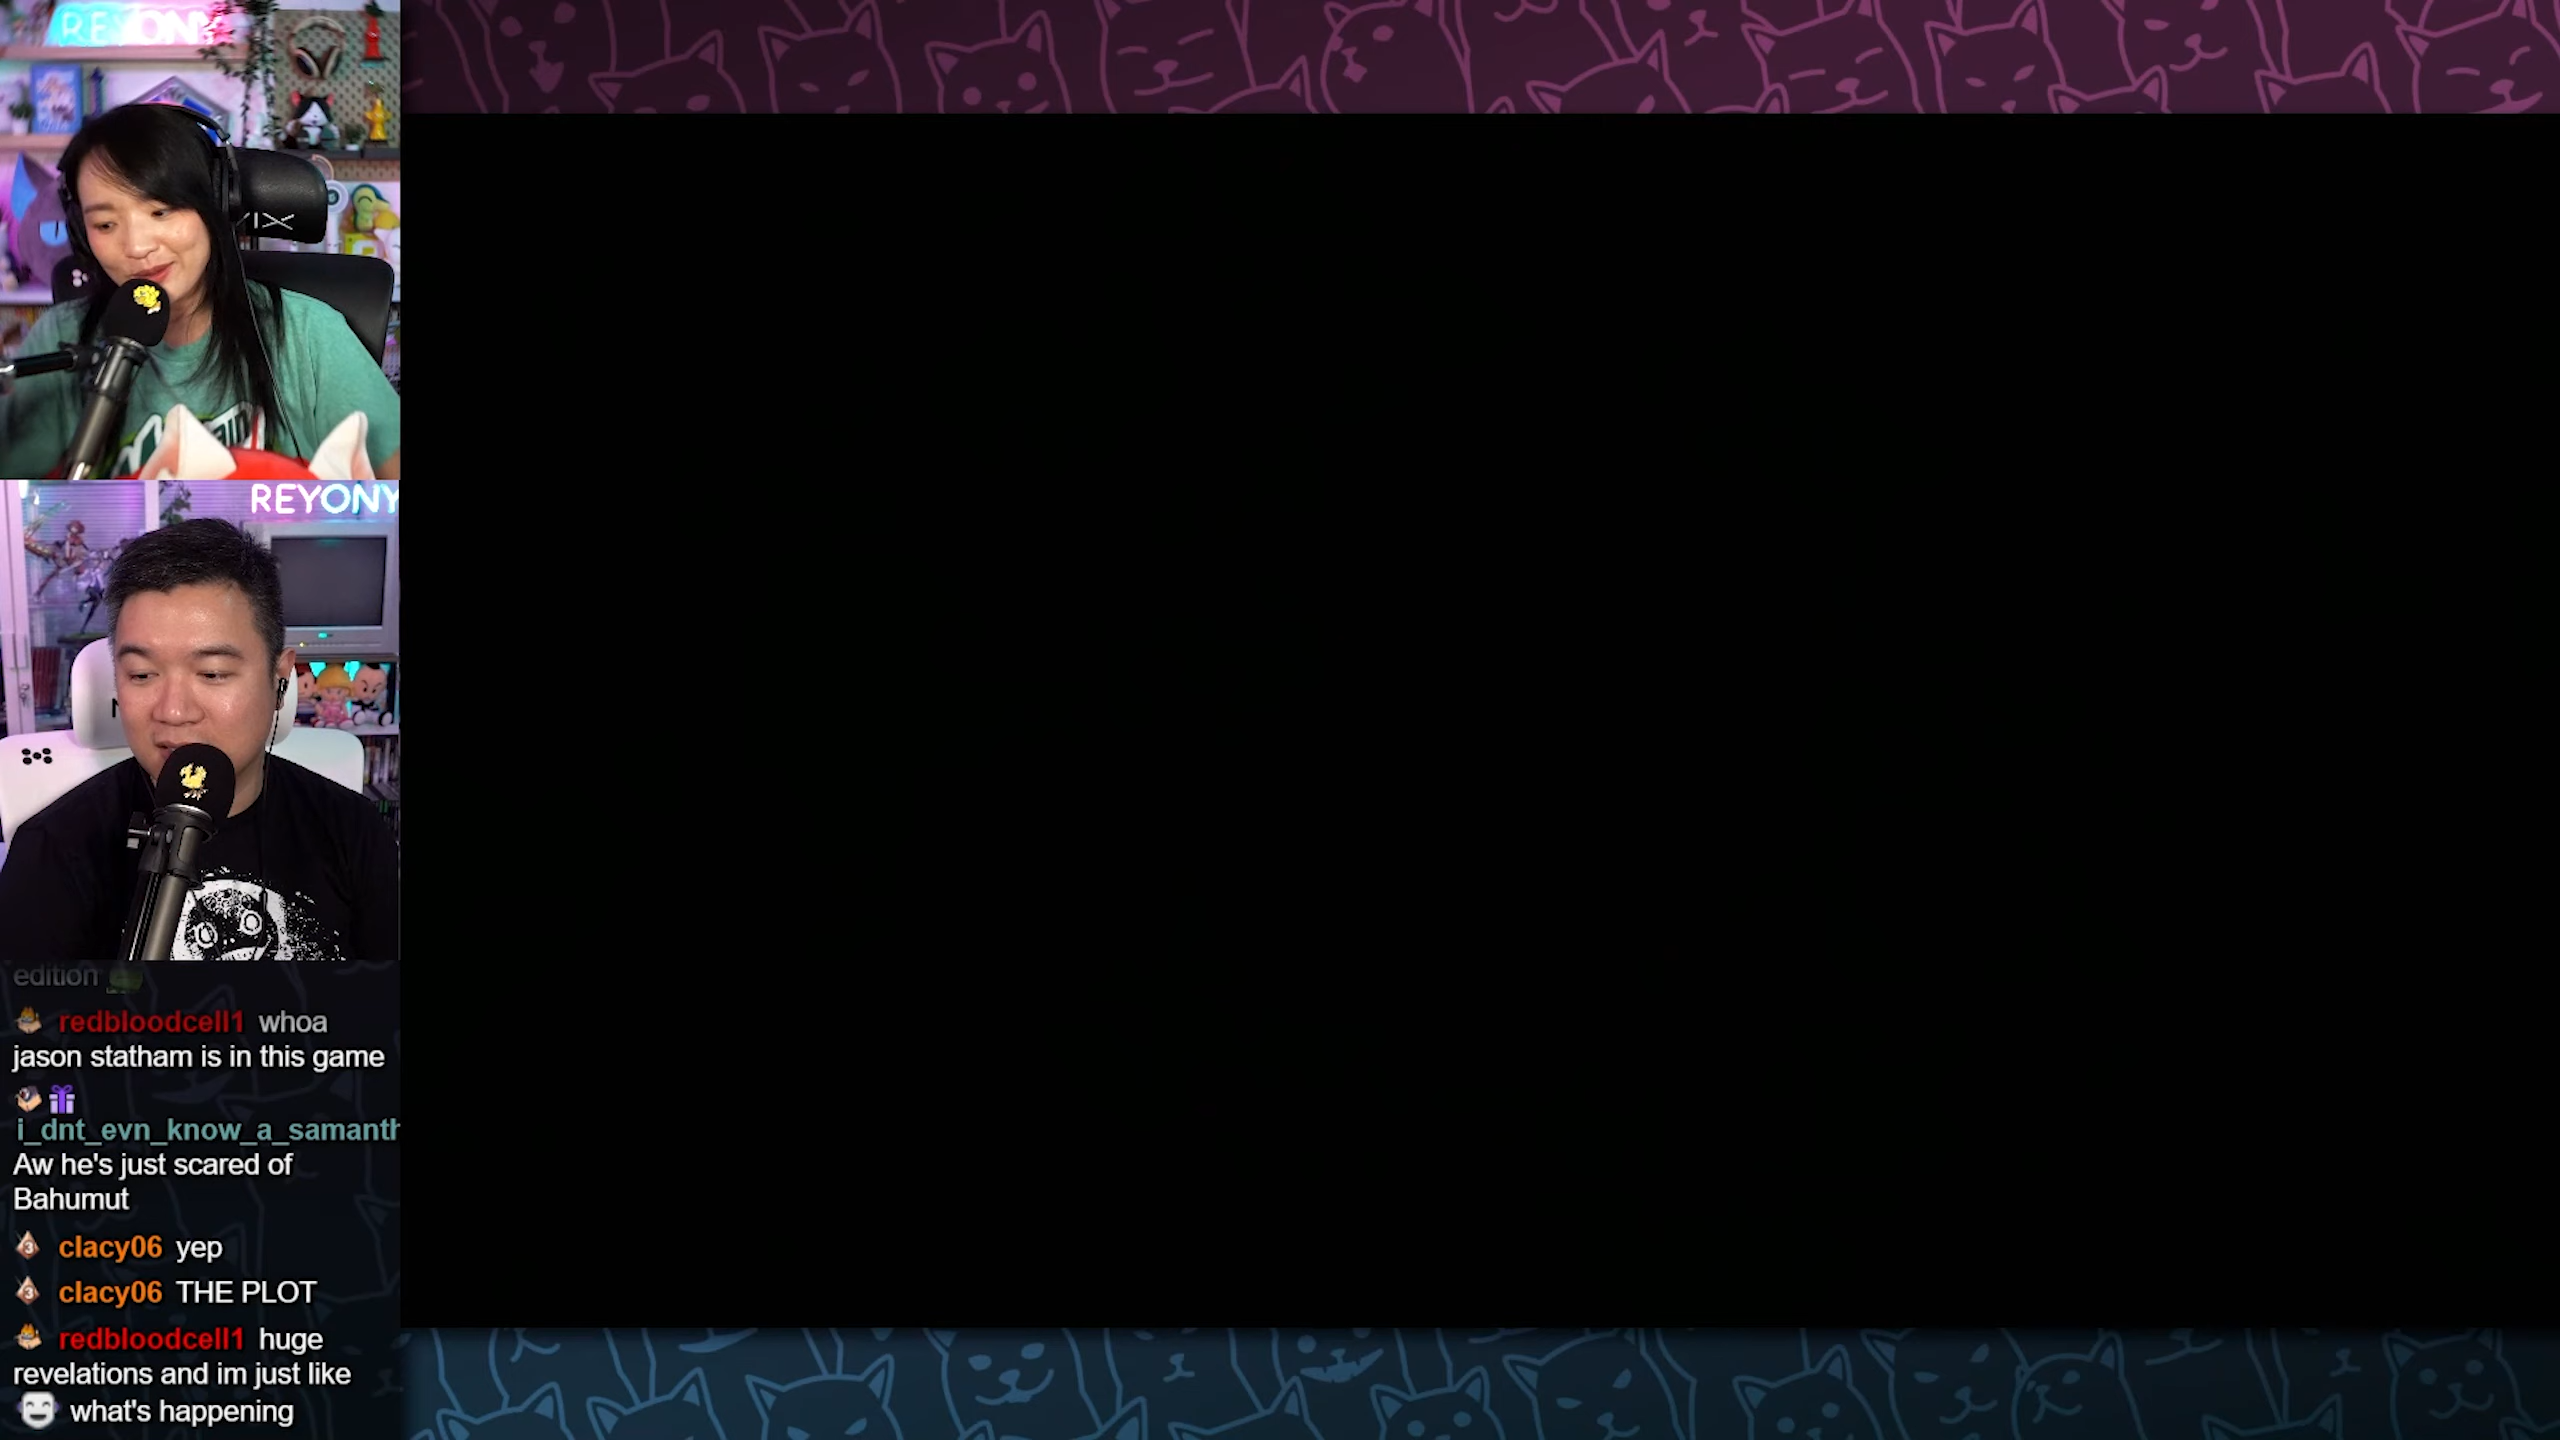 REYONY
REYONY
edition
redbloodcell1 whoa
jason statham is in this game
i_dnt_evn_know_a_samanth
Aw he's just scared of
Bahumut
clacy06 yep
clacy06 THE PLOT
redbloodcell1 huge
revelations and im just like
what's happening